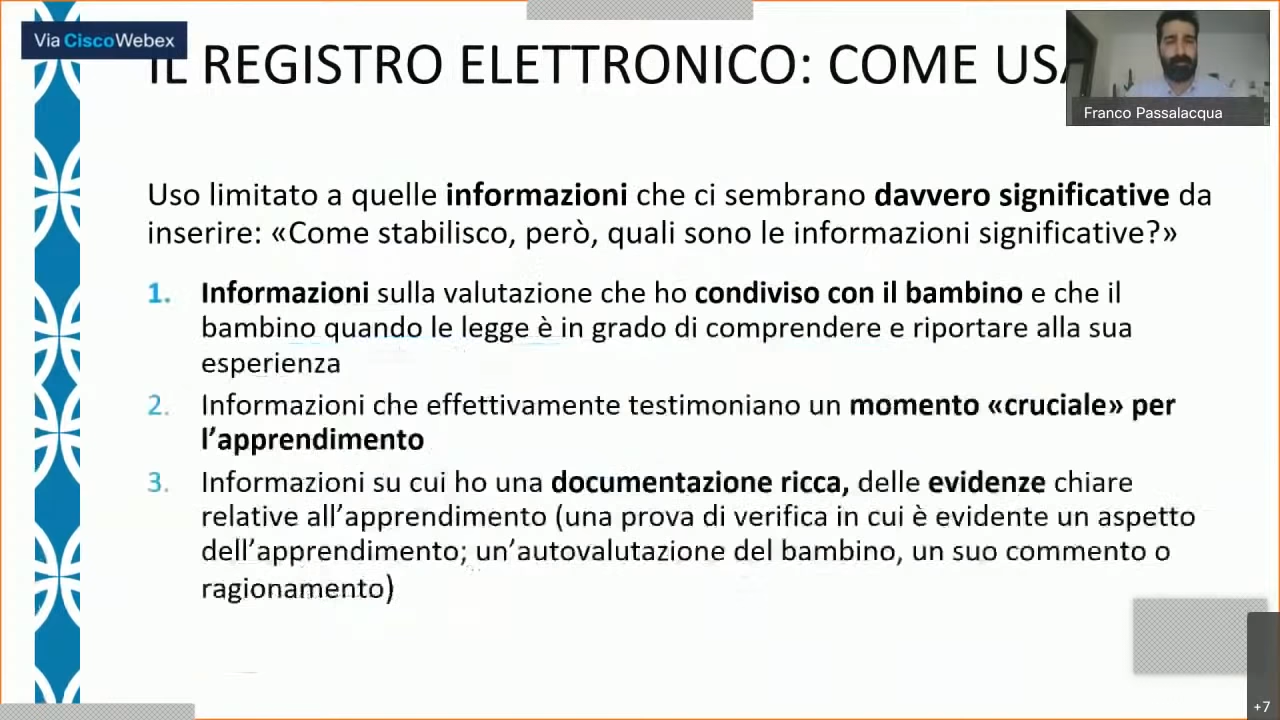 Via Cisco Webex
IL REGISTRO ELETTRONICO: COME
Franco Passalacqua
Uso limitato a quelle informazioni che ci sembrano davvero significative da
inserire: «Come stabilisco, però, quali sono le informazioni significative?»
1. Informazioni sulla valutazione che ho condiviso con il bambino e che il
bambino quando le legge è in grado di comprendere e riportare alla sua
esperienza
2. Informazioni che effettivamente testimoniano un momento «cruciale» per
l’apprendimento
3. Informazioni su cui ho una documentazione ricca, delle evidenze chiare
relative all’apprendimento (una prova di verifica in cui è evidente un aspetto
dell’apprendimento; un’autovalutazione del bambino, un suo commento o
ragionamento)
+7